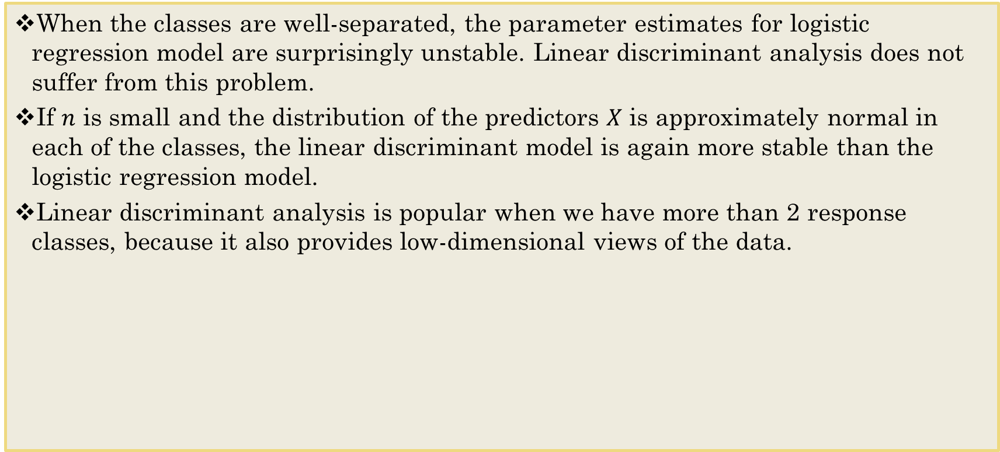 ❖When the classes are well-separated, the parameter estimates for logistic
regression model are surprisingly unstable. Linear discriminant analysis does not
suffer from this problem.
❖If n is small and the distribution of the predictors X is approximately normal in
each of the classes, the linear discriminant model is again more stable than the
logistic regression model.
❖Linear discriminant analysis is popular when we have more than 2 response
classes, because it also provides low-dimensional views of the data.